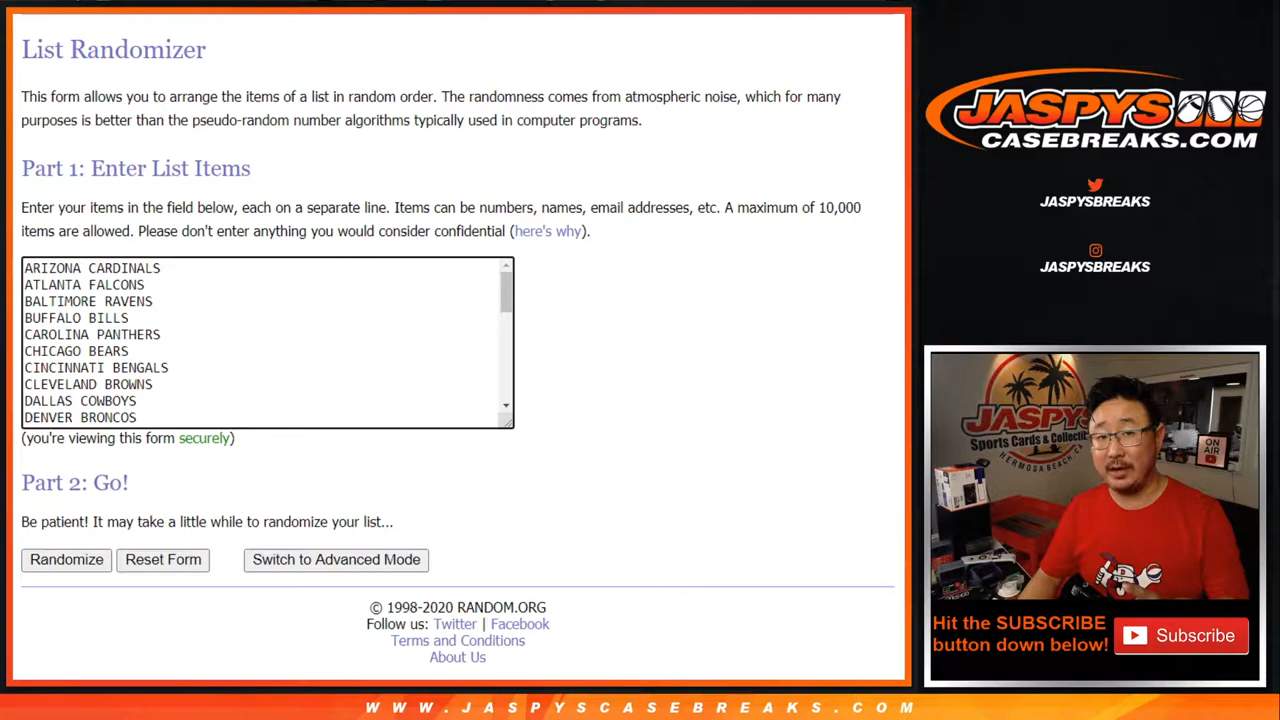 List Randomizer
This form allows you to arrange the items of a list in random order. The randomness comes from atmospheric noise, which for many
purposes is better than the pseudo-random number algorithms typically used in computer programs.
Part 1: Enter List Items
Enter your items in the field below, each on a separate line. Items can be numbers, names, email addresses, etc. A maximum of 10,000
items are allowed. Please don't enter anything you would consider confidential (here's why).
ARIZONA CARDINALS
ATLANTA FALCONS
BALTIMORE RAVENS
BUFFALO BILLS
CAROLINA PANTHERS
CHICAGO BEARS
CINCINNATI BENGALS
CLEVELAND BROWNS
DALLAS COWBOYS
DENVER BRONCOS
(you're viewing this form securely)
Part 2: Go!
Be patient! It may take a little while to randomize your list...
Randomize Reset Form Switch to Advanced Mode
© 1998-2020 RANDOM.ORG
Follow us: Twitter | Facebook
Terms and Conditions
About Us
JASPYS
CASEBREAKS.COM
JASPYSBREAKS
JASPYSBREAKS
JASPYS
Sports Cards & Collectibl
HERMOSA BEACH, CA
ON
AIR
Hit the SUBSCRIBE
button down below!
Subscribe
WWW.JASPYSCASEBREAKS.COM